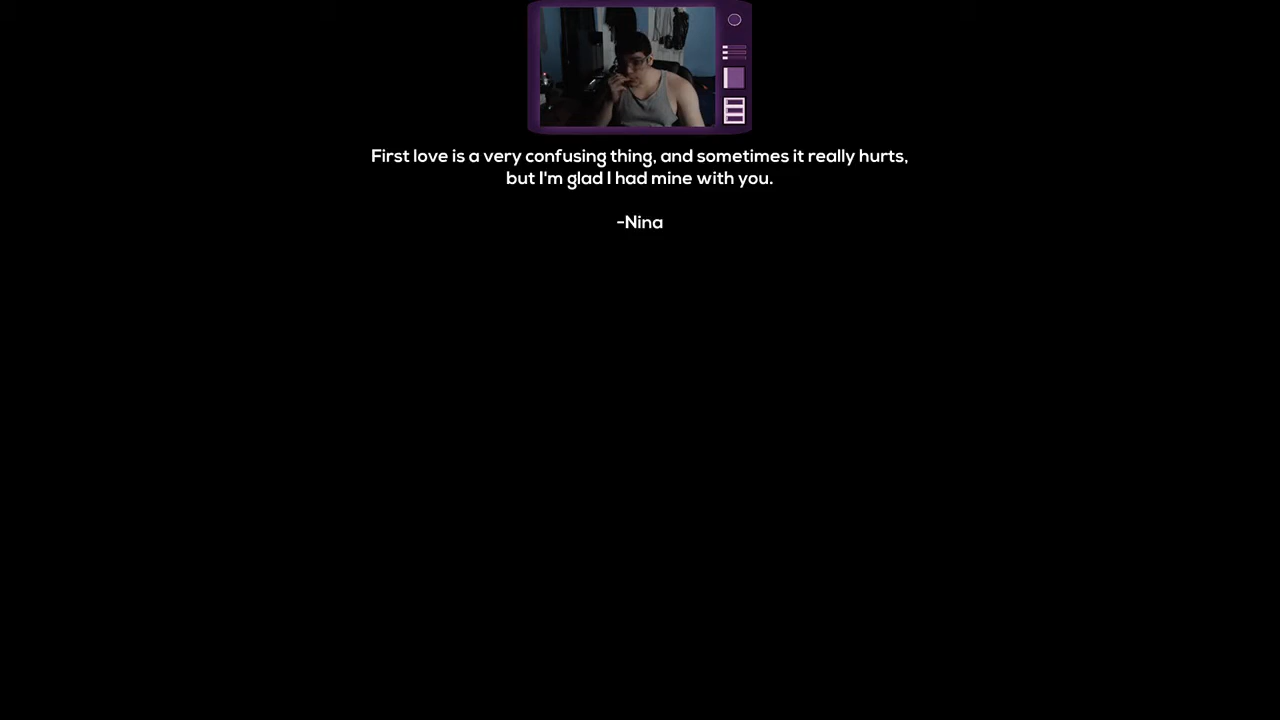 First love is a very confusing thing, and sometimes it really hurts,
but I'm glad I had mine with you.
-Nina